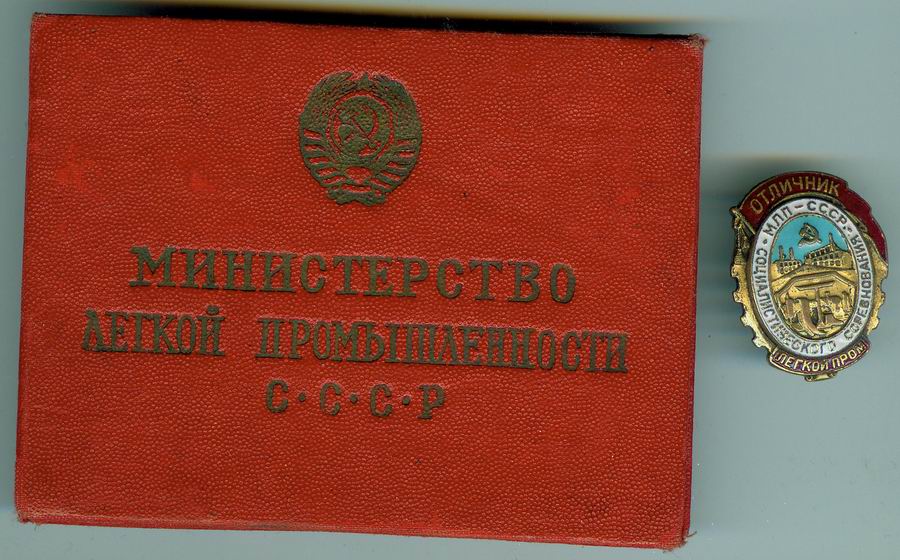 МИНИСТЕРСТВО
ЛЕГКОЙ ПРОМЫШЛЕННОСТИ
С·С·С·Р
ОТЛИЧНИК
МЛП-СССР
СОЦИАЛИСТИЧЕСКОГО СОРЕВНОВАНИЯ
ЛЕГКОЙ ПРОМ